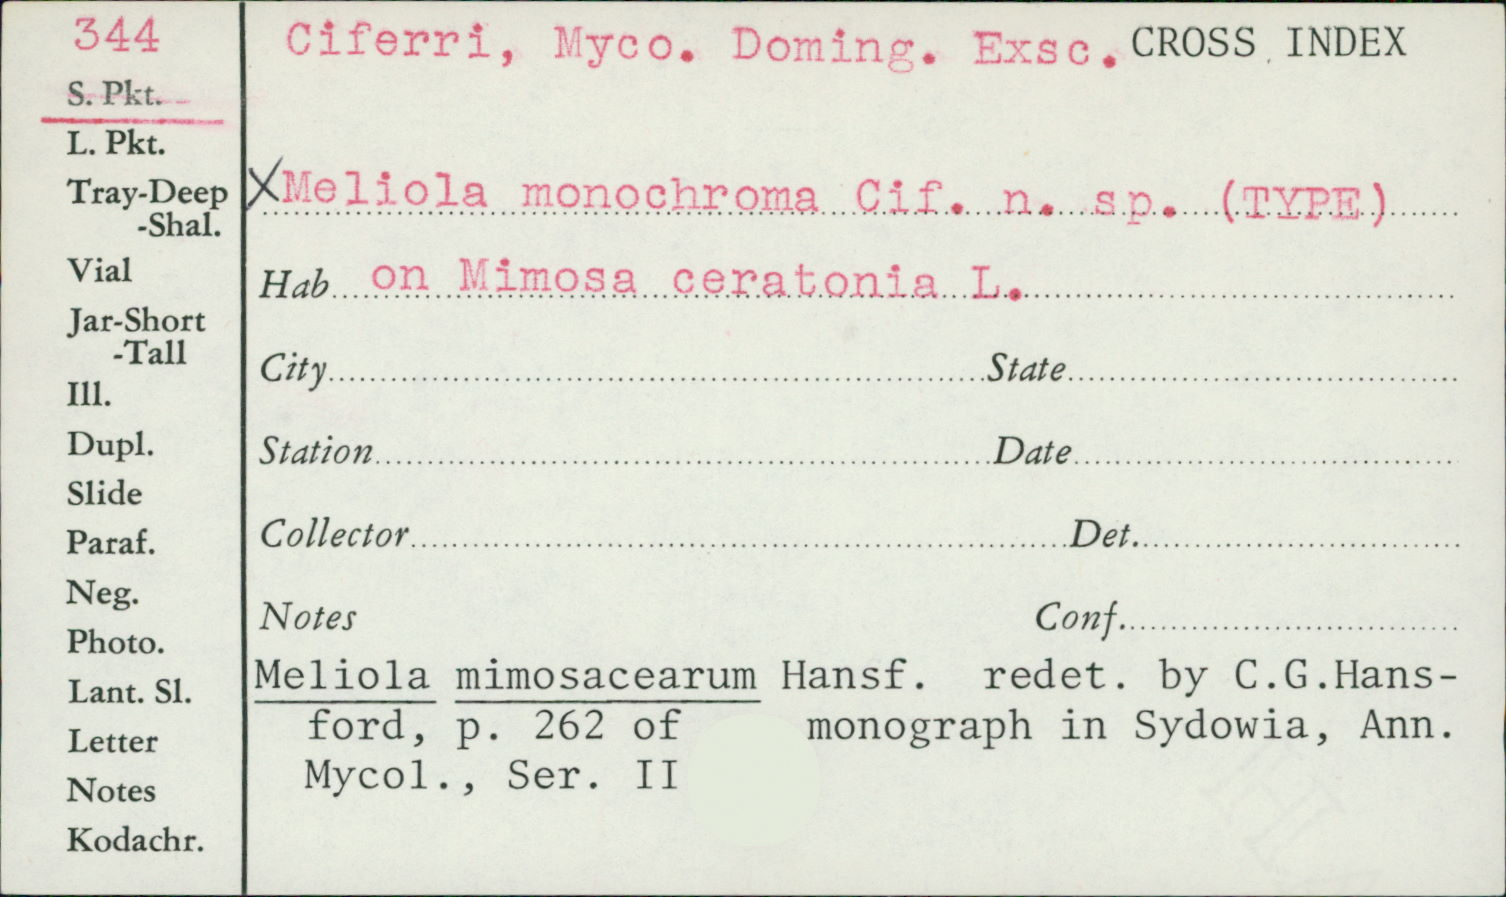 344
Ciferri, Myco. Doming. Exsc. CROSS INDEX
S. Pkt.
L. Pkt.
Tray-Deep
-Shal.
Vial
Jar-Short
-Tall
Ill.
Dupl.
Slide
Paraf.
Neg.
Photo.
Lant. Sl.
Letter
Notes
Kodachr.
XMeliola monochroma Cif. n. sp. (TYPE)
Hab on Mimosa ceratonia L.
City State
Station Date
Collector Det.
Notes Conf.
Meliola mimosacearum Hansf. redet. by C.G.Hans-
ford, p. 262 of monograph in Sydowia, Ann.
Mycol., Ser. II